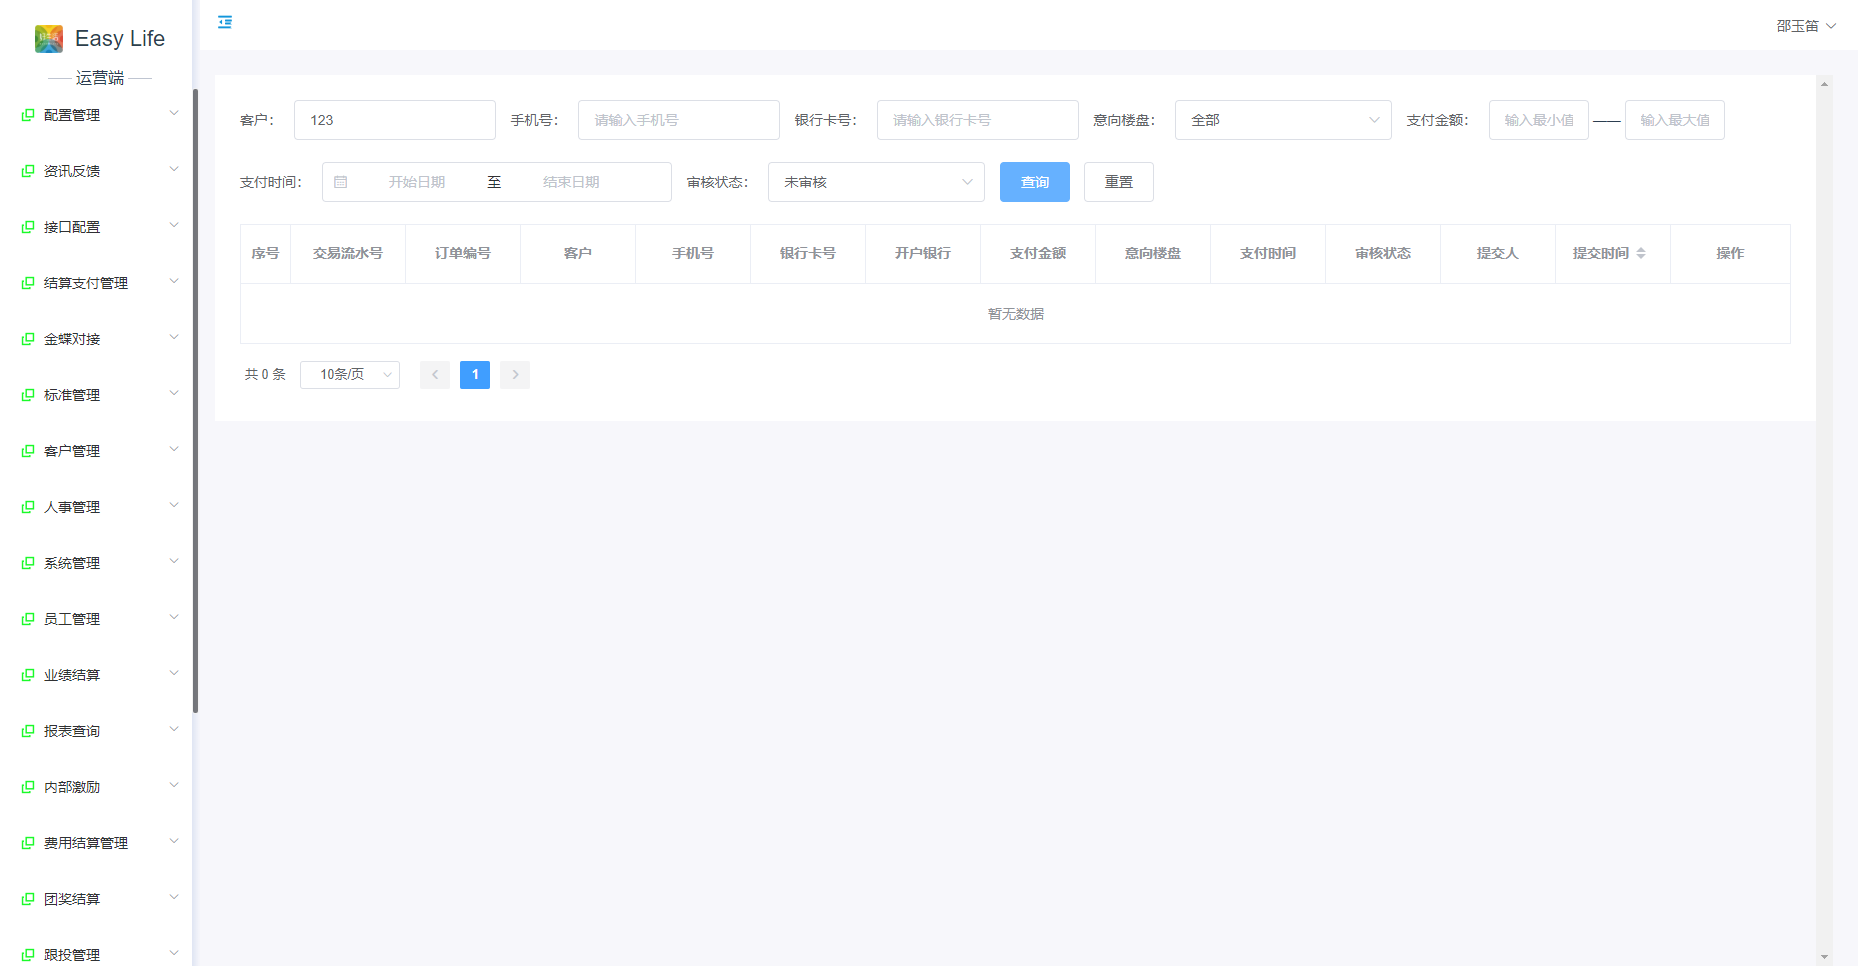 Easy Life
运营端
配置管理
资讯反馈
接口配置
结算支付管理
金蝶对接
标准管理
客户管理
人事管理
系统管理
员工管理
业绩结算
报表查询
内部激励
费用结算管理
团奖结算
跟投管理
邵玉笛
客户： 123 手机号： 请输入手机号 银行卡号： 请输入银行卡号 意向楼盘： 全部 支付金额： 输入最小值 —— 输入最大值
支付时间： 开始日期 至 结束日期 审核状态： 未审核 查询 重置
序号 交易流水号 订单编号 客户 手机号 银行卡号 开户银行 支付金额 意向楼盘 支付时间 审核状态 提交人 提交时间 操作
暂无数据
共 0 条 10条/页 1